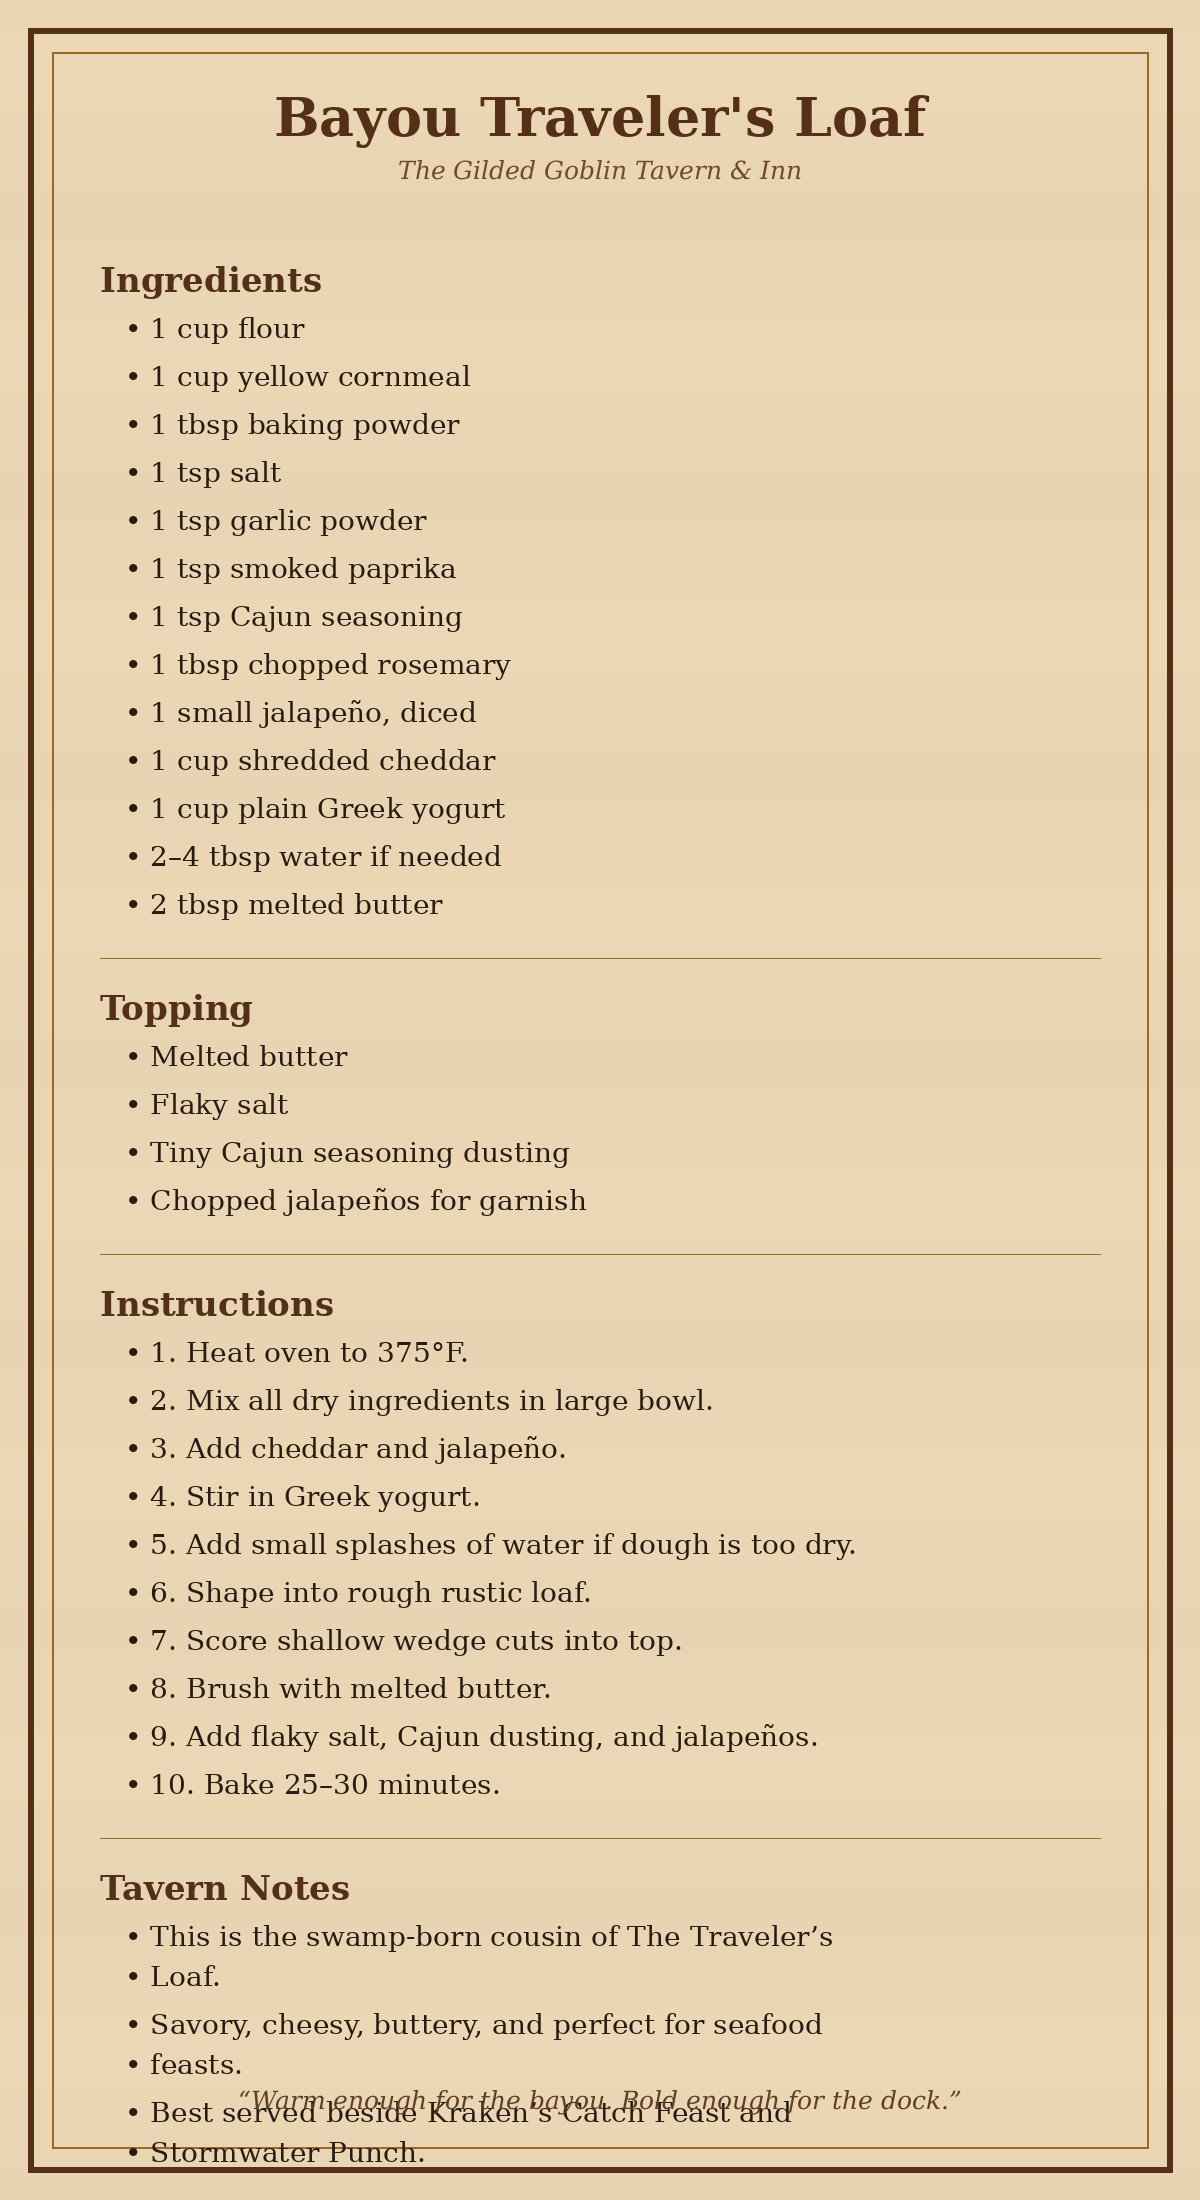 Bayou Traveler's Loaf
The Gilded Goblin Tavern & Inn
Ingredients
• 1 cup flour
• 1 cup yellow cornmeal
• 1 tbsp baking powder
• 1 tsp salt
• 1 tsp garlic powder
• 1 tsp smoked paprika
• 1 tsp Cajun seasoning
• 1 tbsp chopped rosemary
• 1 small jalapeño, diced
• 1 cup shredded cheddar
• 1 cup plain Greek yogurt
• 2–4 tbsp water if needed
• 2 tbsp melted butter
Topping
• Melted butter
• Flaky salt
• Tiny Cajun seasoning dusting
• Chopped jalapeños for garnish
Instructions
• 1. Heat oven to 375°F.
• 2. Mix all dry ingredients in large bowl.
• 3. Add cheddar and jalapeño.
• 4. Stir in Greek yogurt.
• 5. Add small splashes of water if dough is too dry.
• 6. Shape into rough rustic loaf.
• 7. Score shallow wedge cuts into top.
• 8. Brush with melted butter.
• 9. Add flaky salt, Cajun dusting, and jalapeños.
• 10. Bake 25–30 minutes.
Tavern Notes
• This is the swamp-born cousin of The Traveler’s
• Loaf.
• Savory, cheesy, buttery, and perfect for seafood
• feasts.
“Warm enough for the bayou. Bold enough for the dock.”
• Best served beside Kraken’s Catch Feast and
• Stormwater Punch.